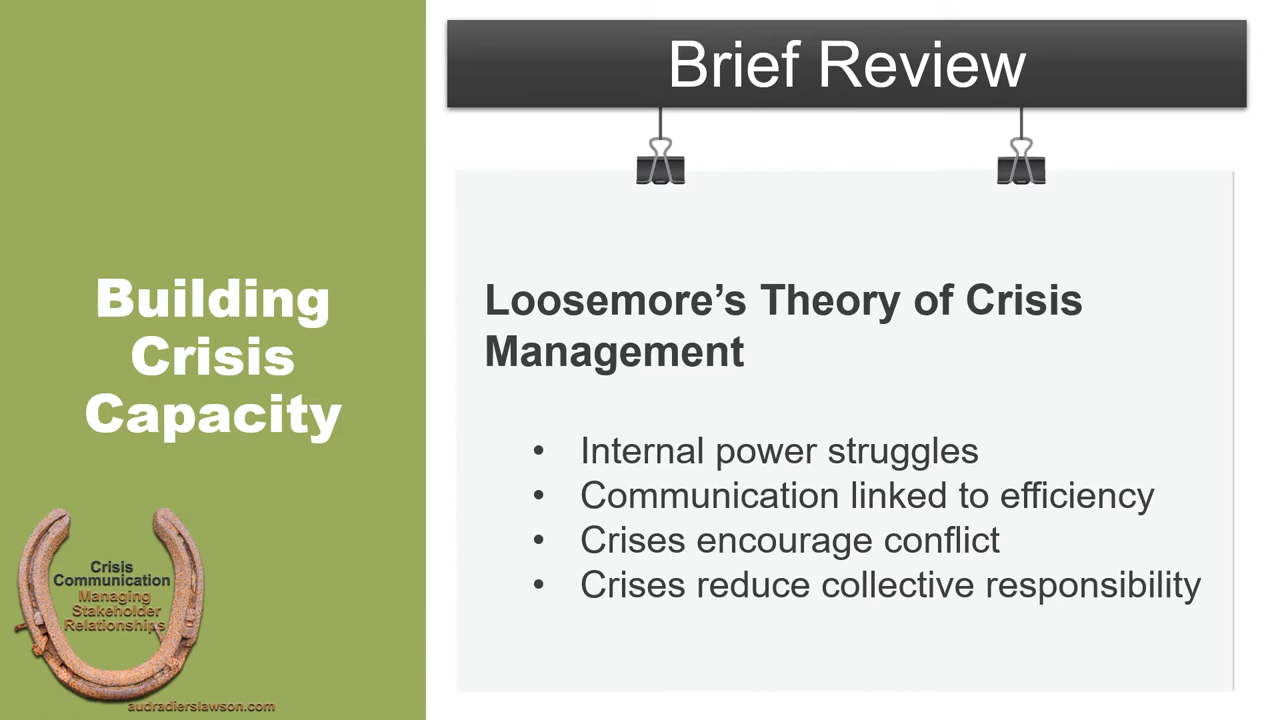 Brief Review
Building
Crisis
Capacity
Loosemore’s Theory of Crisis
Management
• Internal power struggles
• Communication linked to efficiency
• Crises encourage conflict
• Crises reduce collective responsibility
Crisis
Communication
Managing
Stakeholder
Relationships
audradierslawson.com